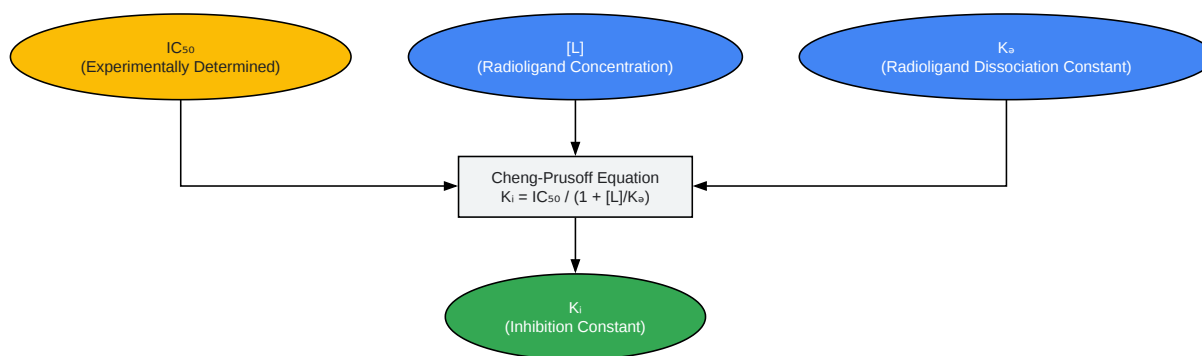 IC₅₀
(Experimentally Determined)
[L]
(Radioligand Concentration)
Kₔ
(Radioligand Dissociation Constant)
Cheng-Prusoff Equation
Kᵢ = IC₅₀ / (1 + [L]/Kₔ)
Kᵢ
(Inhibition Constant)